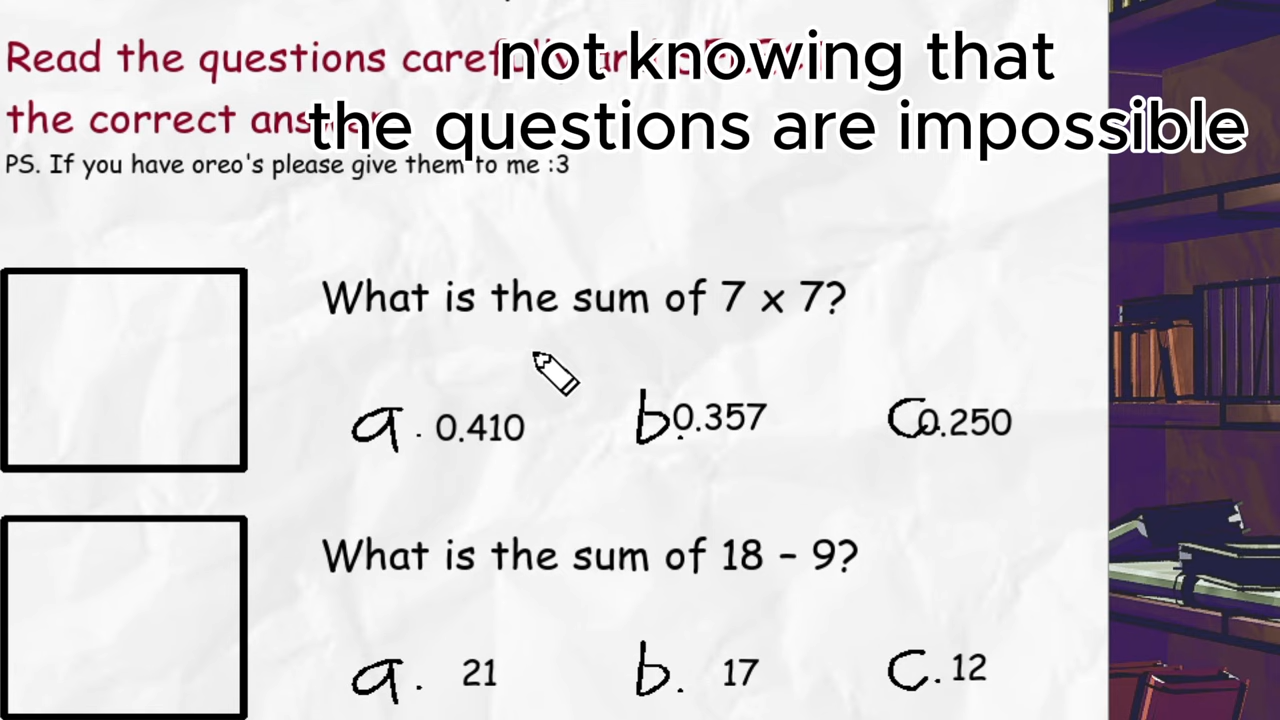 Read the questions
not knowing that
the correct
the questions are impossible
PS. If you have oreo's please give them to me :3
What is the sum of 7 x 7?
a. 0.410 b. 0.357 C 0.250
What is the sum of 18 - 9?
a. 21 b. 17 C. 12